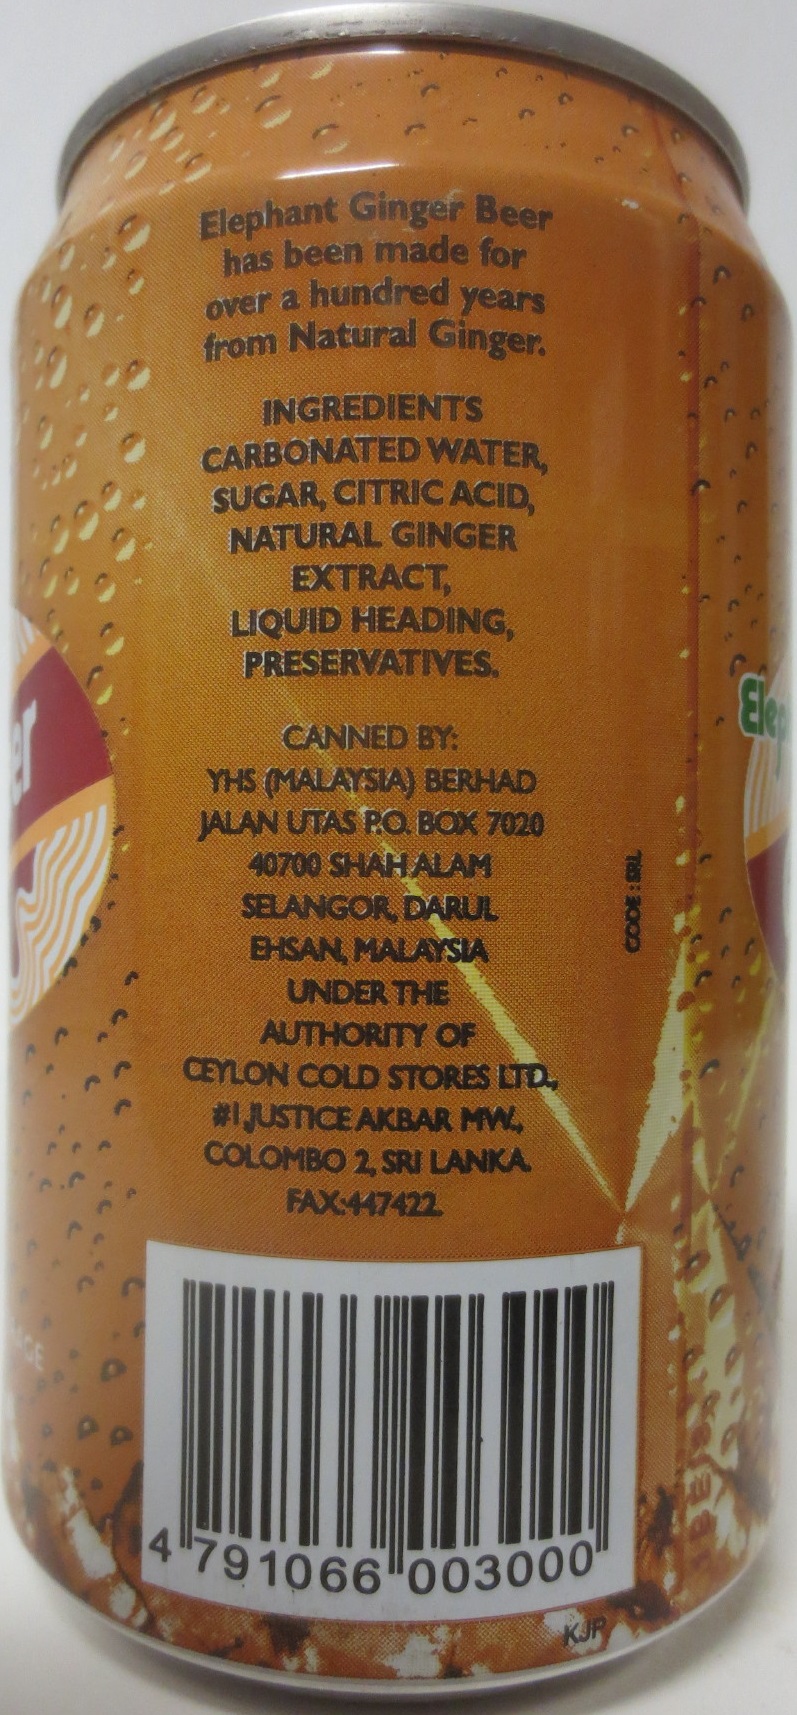 Elephant Ginger Beer
has been made for
over a hundred years
from Natural Ginger.
INGREDIENTS
CARBONATED WATER,
SUGAR, CITRIC ACID,
NATURAL GINGER
EXTRACT,
LIQUID HEADING,
PRESERVATIVES.
CANNED BY:
YHS (MALAYSIA) BERHAD
JALAN UTAS P.O. BOX 7020
40700 SHAH ALAM
SELANGOR, DARUL
EHSAN, MALAYSIA
UNDER THE
AUTHORITY OF
CEYLON COLD STORES LTD.,
#1 JUSTICE AKBAR MW.,
COLOMBO 2, SRI LANKA.
FAX:447422
CODE : SRL
4 791066 003000
KJP